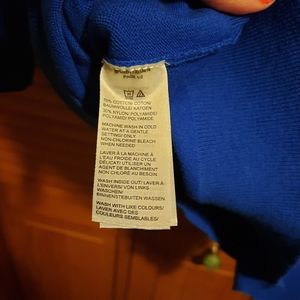 70% COTTON/ COTON/
BAUMWOLLE/ KATOEN
30% NYLON/ POLYAMIDE/
POLYAMID/ POLYAMIDE
MACHINE WASH IN COLD
WATER AT A GENTLE
SETTING/
NON-CHLORINE BLEACH
WHEN NEEDED
LAVER À LA MACHINE À
L'EAU FROIDE AU CYCLE
DÉLICAT/ UTILISER UN
AGENT DE BLANCHIMENT
NON CHLORÉ AU BESOIN
WASH INSIDE OUT/ LAVER À
L'ENVERS/ VON LINKS
WASCHEN/
BINNENSTEBUITEN WASSEN
WASH WITH LIKE COLOURS/
LAVER AVEC DES
COULEURS SEMBLABLES/